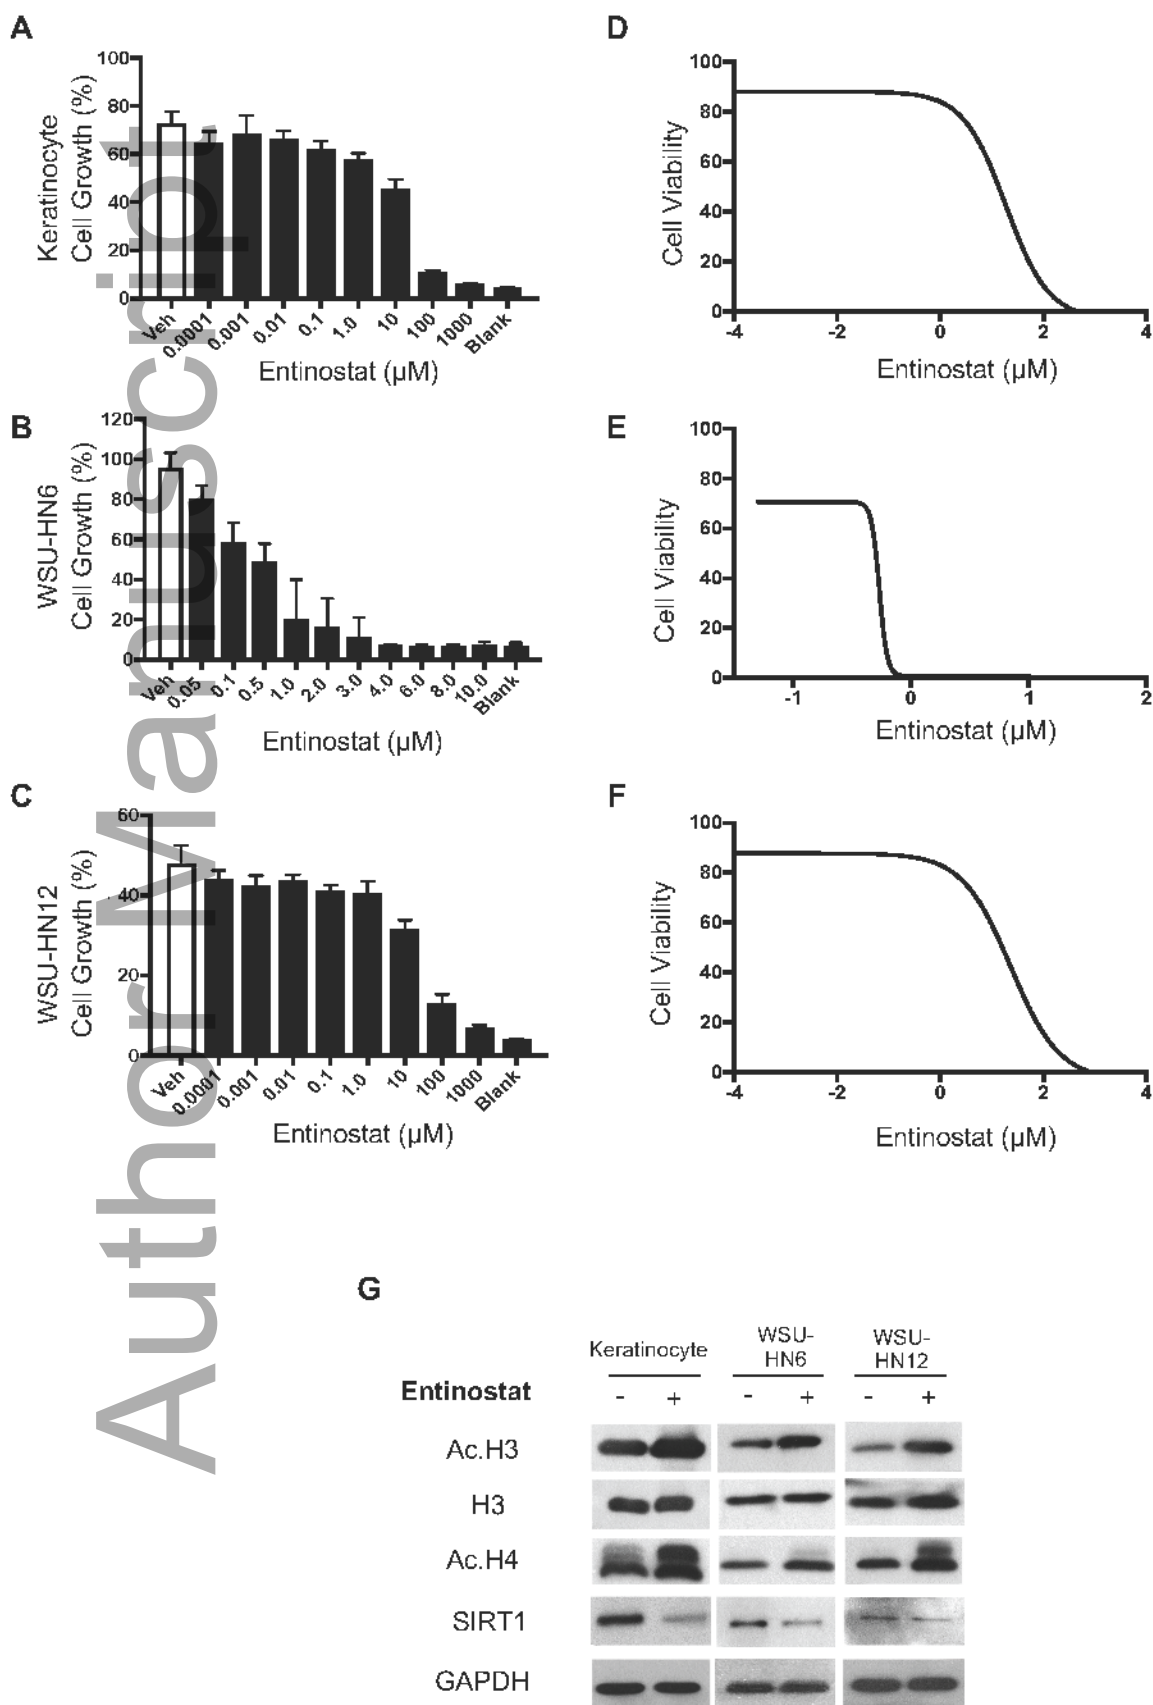 A
100
80
60
40
20
0
Keratinocyte
Cell Growth (%)
Veh 0.0001 0.001 0.01 0.1 1.0 10 100 1000 Blank
Entinostat (µM)
D
100
80
60
40
20
0
Cell Viability
-4 -2 0 2 4
Entinostat (µM)
B
120
100
80
60
40
20
0
WSU-HN6
Cell Growth (%)
Veh 0.05 0.1 0.5 1.0 2.0 3.0 4.0 6.0 8.0 10.0 Blank
Entinostat (µM)
E
100
80
60
40
20
0
Cell Viability
-1 0 1 2
Entinostat (µM)
C
60
40
20
0
WSU-HN12
Cell Growth (%)
Veh 0.0001 0.001 0.01 0.1 1.0 10 100 1000 Blank
Entinostat (µM)
F
100
80
60
40
20
0
Cell Viability
-4 -2 0 2 4
Entinostat (µM)
G
Keratinocyte
WSU-
HN6
WSU-
HN12
Entinostat - + - + - +
Ac.H3
H3
Ac.H4
SIRT1
GAPDH
Author Manuscript